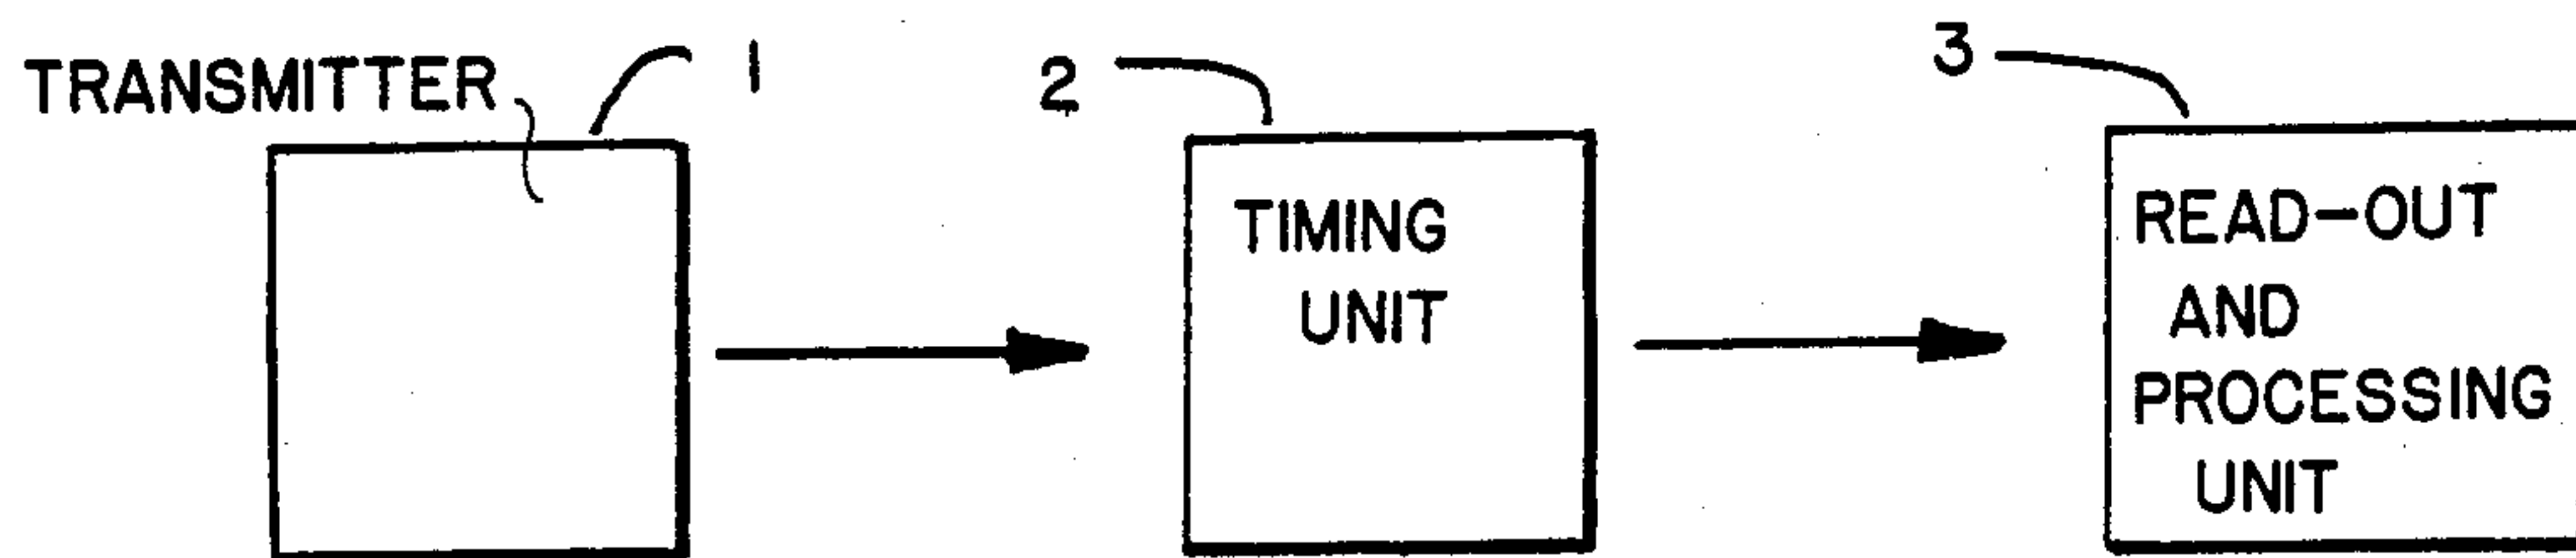 TRANSMITTER
1
2
3
TIMING
UNIT
READ-OUT
AND
PROCESSING
UNIT